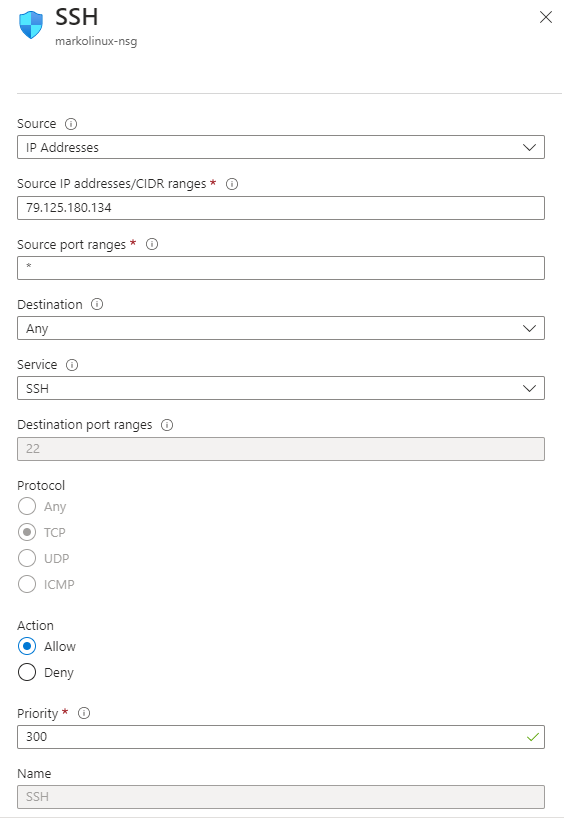 SSH
markolinux-nsg
Source
IP Addresses
Source IP addresses/CIDR ranges *
79.125.180.134
Source port ranges *
*
Destination
Any
Service
SSH
Destination port ranges
22
Protocol
Any
TCP
UDP
ICMP
Action
Allow
Deny
Priority *
300
Name
SSH